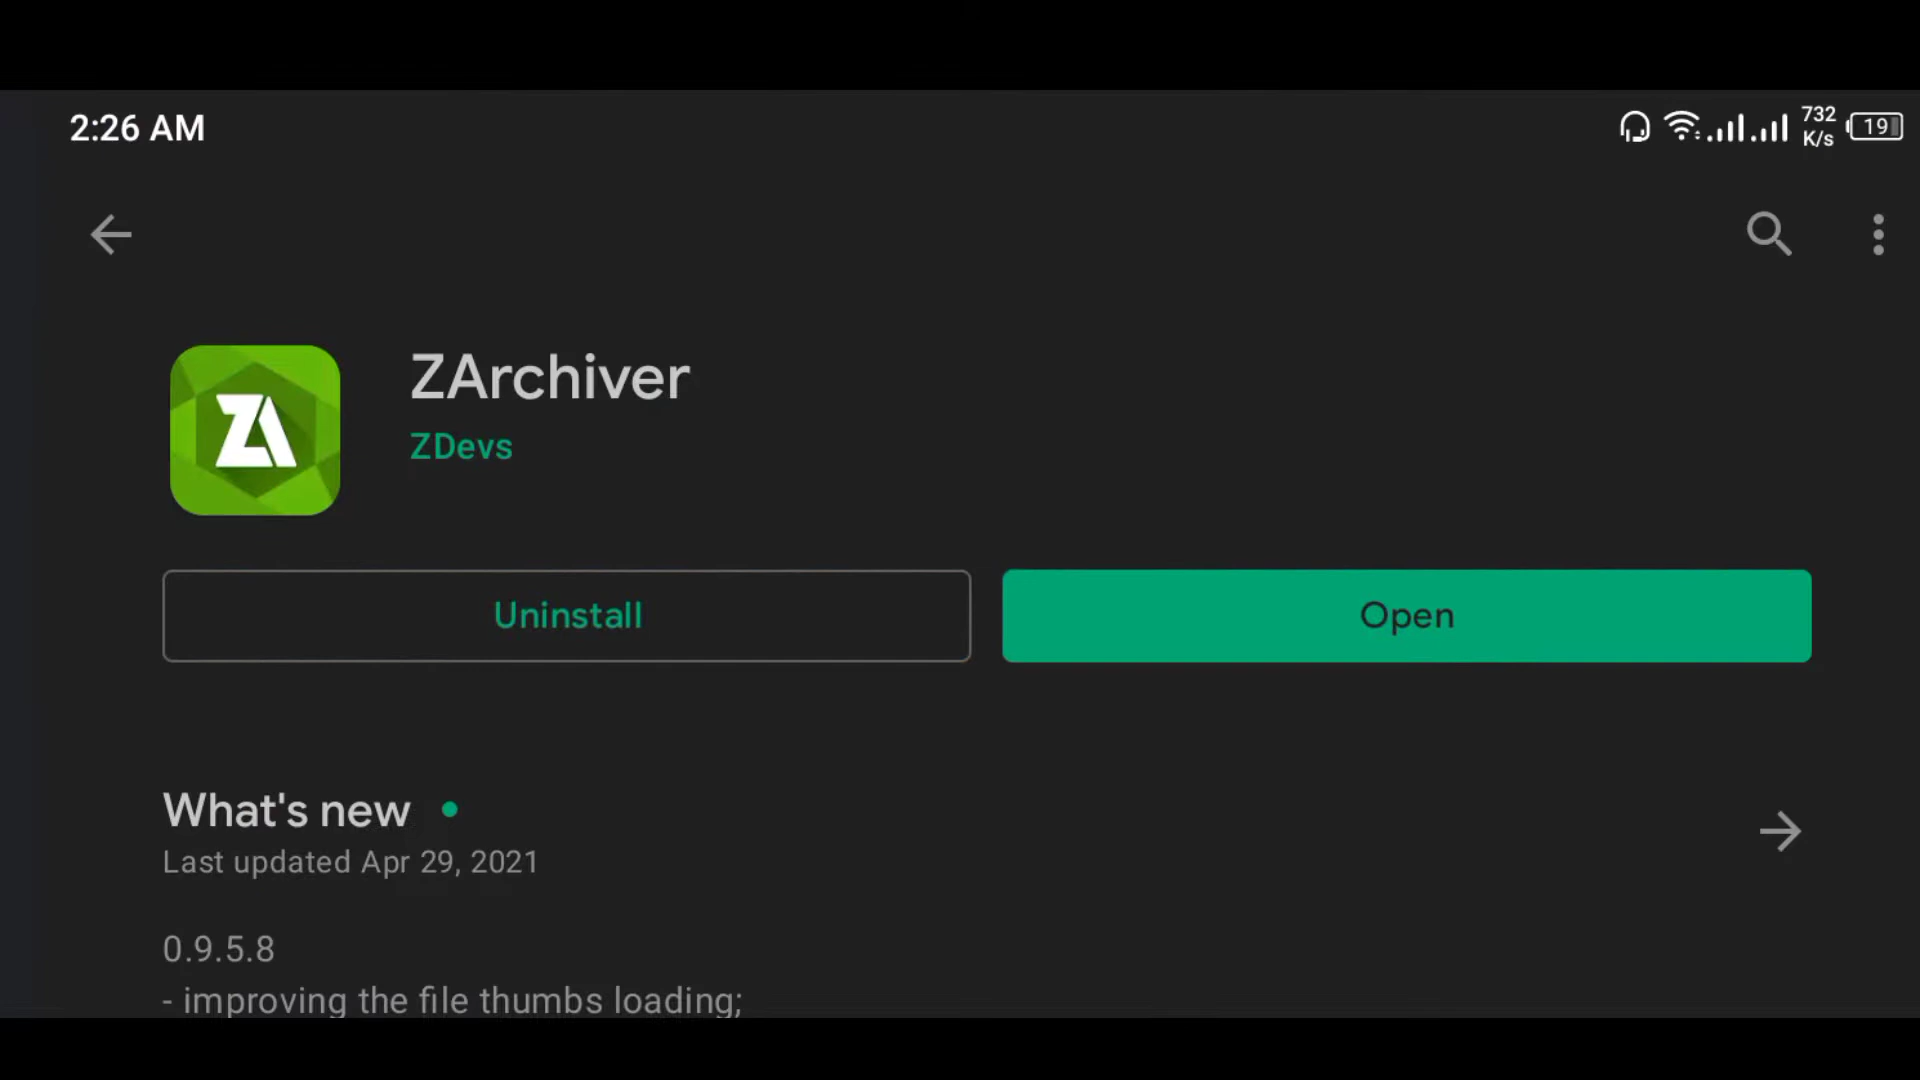 2:26 AM
732
K/s
19
ZArchiver
ZA
ZDevs
Uninstall
Open
What's new
Last updated Apr 29, 2021
0.9.5.8
- improving the file thumbs loading;